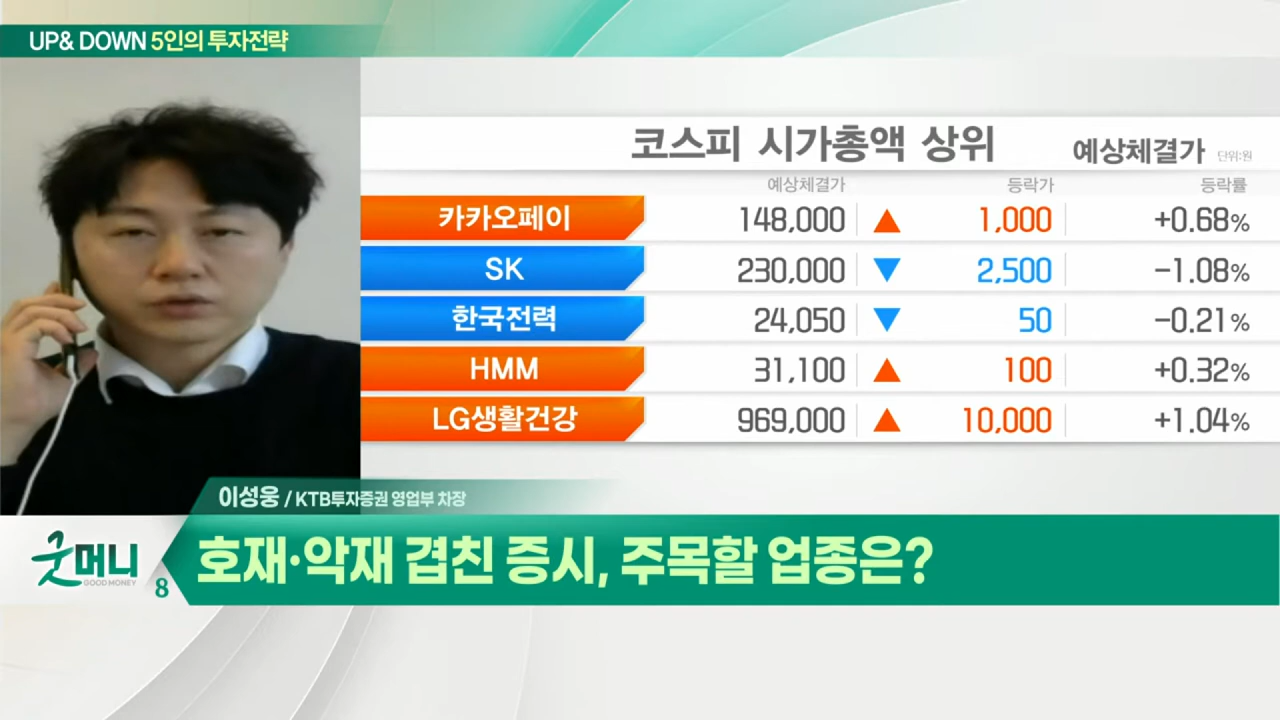 UP& DOWN 5인의 투자전략
코스피 시가총액 상위 예상체결가 단위:원
예상체결가 등락가 등락률
카카오페이 148,000 ▲ 1,000 +0.68%
SK 230,000 ▼ 2,500 -1.08%
한국전력 24,050 ▼ 50 -0.21%
HMM 31,100 ▲ 100 +0.32%
LG생활건강 969,000 ▲ 10,000 +1.04%
이성웅 / KTB투자증권 영업부 차장
굿머니
GOOD MONEY
8
호재·악재 겹친 증시, 주목할 업종은?